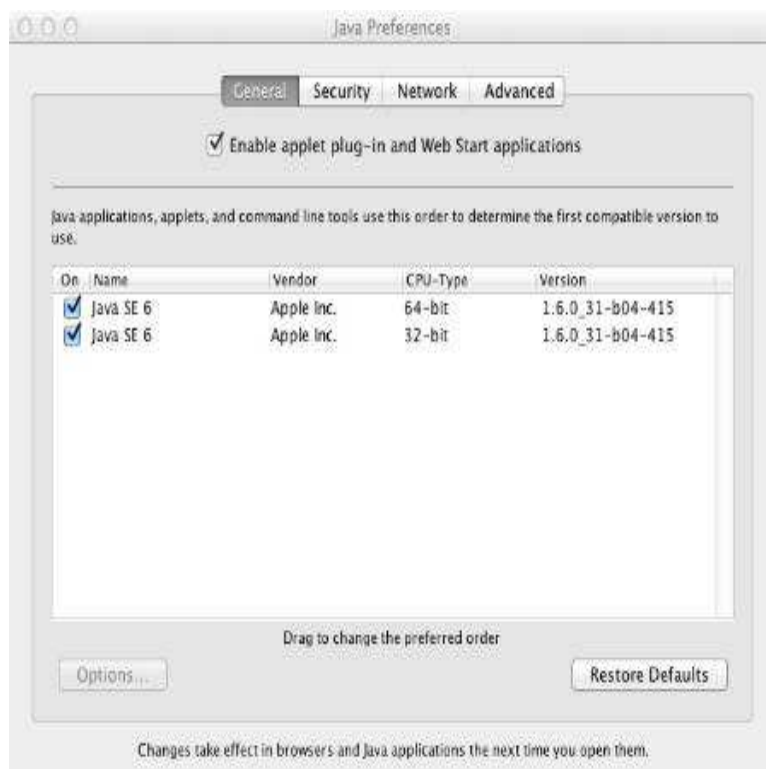 Java Preferences
General Security Network Advanced
Enable applet plug-in and Web Start applications
Java applications, applets, and command line tools use this order to determine the first compatible version to
use.
On Name Vendor CPU-Type Version
Java SE 6 Apple Inc. 64-bit 1.6.0_31-b04-415
Java SE 6 Apple Inc. 32-bit 1.6.0_31-b04-415
Drag to change the preferred order
Options... Restore Defaults
Changes take effect in browsers and Java applications the next time you open them.